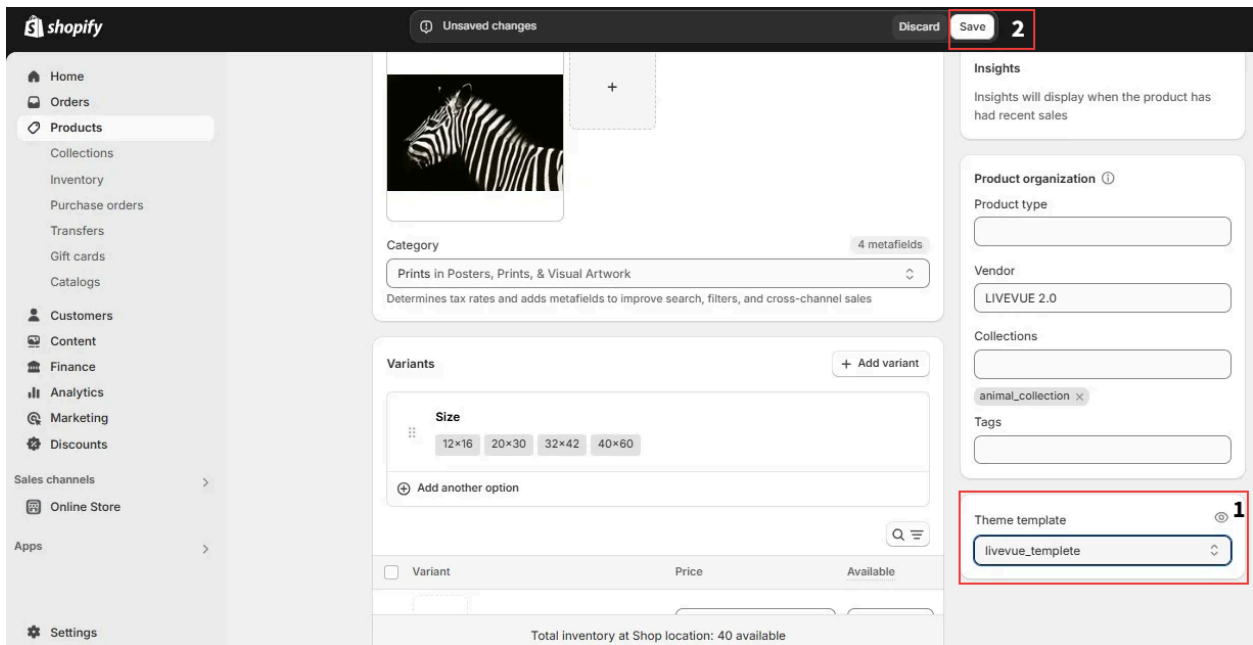 shopify
Unsaved changes
Discard
Save
2
Home
Orders
Products
Collections
Inventory
Purchase orders
Transfers
Gift cards
Catalogs
Customers
Content
Finance
Analytics
Marketing
Discounts
Sales channels
Online Store
Apps
Settings
Category
4 metafields
Prints in Posters, Prints, & Visual Artwork
Determines tax rates and adds metafields to improve search, filters, and cross-channel sales
Variants
+ Add variant
Size
12×16 20×30 32×42 40×60
Add another option
Variant Price Available
Total inventory at Shop location: 40 available
Insights
Insights will display when the product has
had recent sales
Product organization
Product type
Vendor
LIVEVUE 2.0
Collections
animal_collection ×
Tags
1
Theme template
livevue_templete